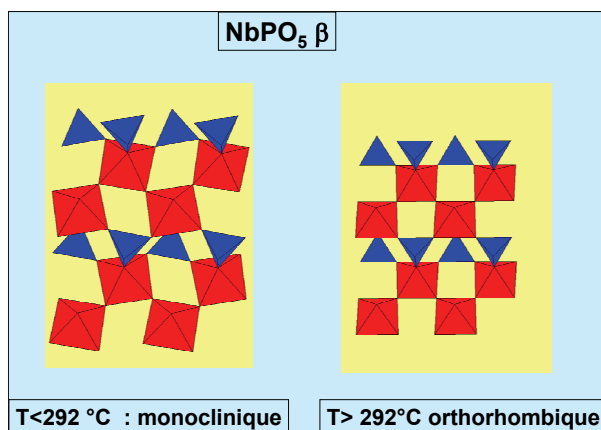 NbPO₅ β
T<292 °C : monoclinique
T> 292°C orthorhombique